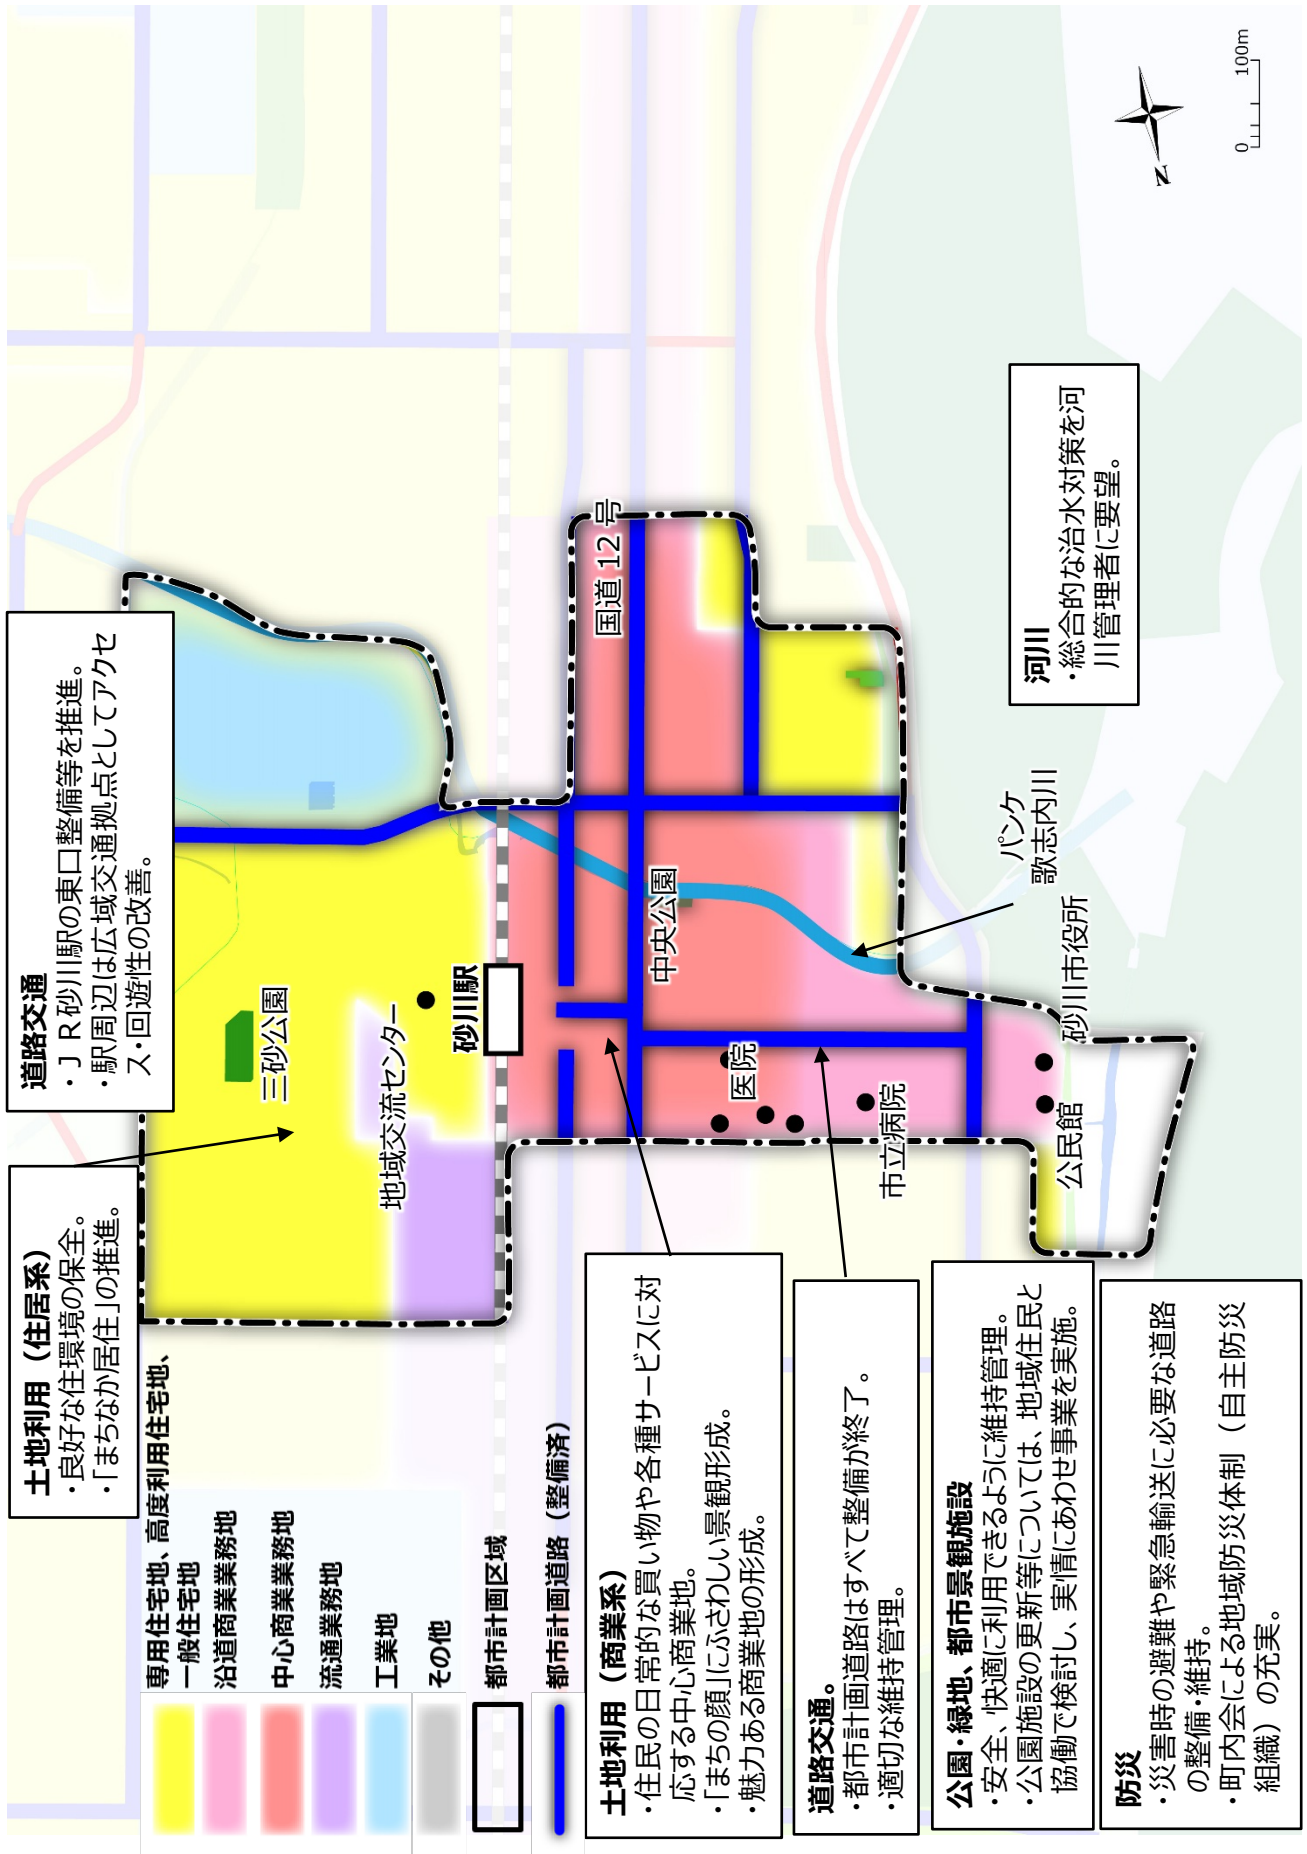 道路交通
・ＪＲ砂川駅の東口整備等を推進。
・駅周辺は広域交通拠点としてアクセ
ス・回遊性の改善。
土地利用（住居系）
・良好な住環境の保全。
・「まちなか居住」の推進。
専用住宅地、高度利用住宅地、
一般住宅地
沿道商業業務地
中心商業業務地
流通業務地
工業地
その他
都市計画区域
都市計画道路（整備済）
三砂公園
地域交流センター
砂川駅
国道 12 号
中央公園
医院
市立病院
パンケ
歌志内川
砂川市役所
公民館
土地利用（商業系）
・住民の日常的な買い物や各種サービスに対
応する中心商業地。
・「まちの顔」にふさわしい景観形成。
・魅力ある商業地の形成。
道路交通。
・都市計画道路はすべて整備が終了。
・適切な維持管理。
公園・緑地、都市景観施設
・安全、快適に利用できるように維持管理。
・公園施設の更新等については、地域住民と
協働で検討し、実情にあわせ事業を実施。
防災
・災害時の避難や緊急輸送に必要な道路
の整備・維持。
・町内会による地域防災体制（自主防災
組織）の充実。
河川
・総合的な治水対策を河
川管理者に要望。
N
0 100m